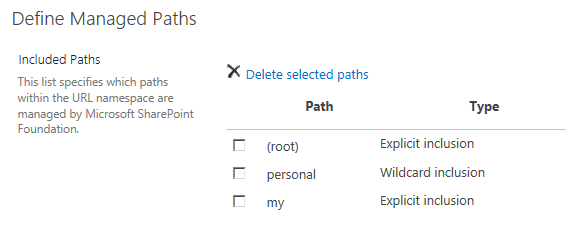 Define Managed Paths
Included Paths
This list specifies which paths
within the URL namespace are
managed by Microsoft SharePoint
Foundation.
Delete selected paths
Path Type
(root) Explicit inclusion
personal Wildcard inclusion
my Explicit inclusion